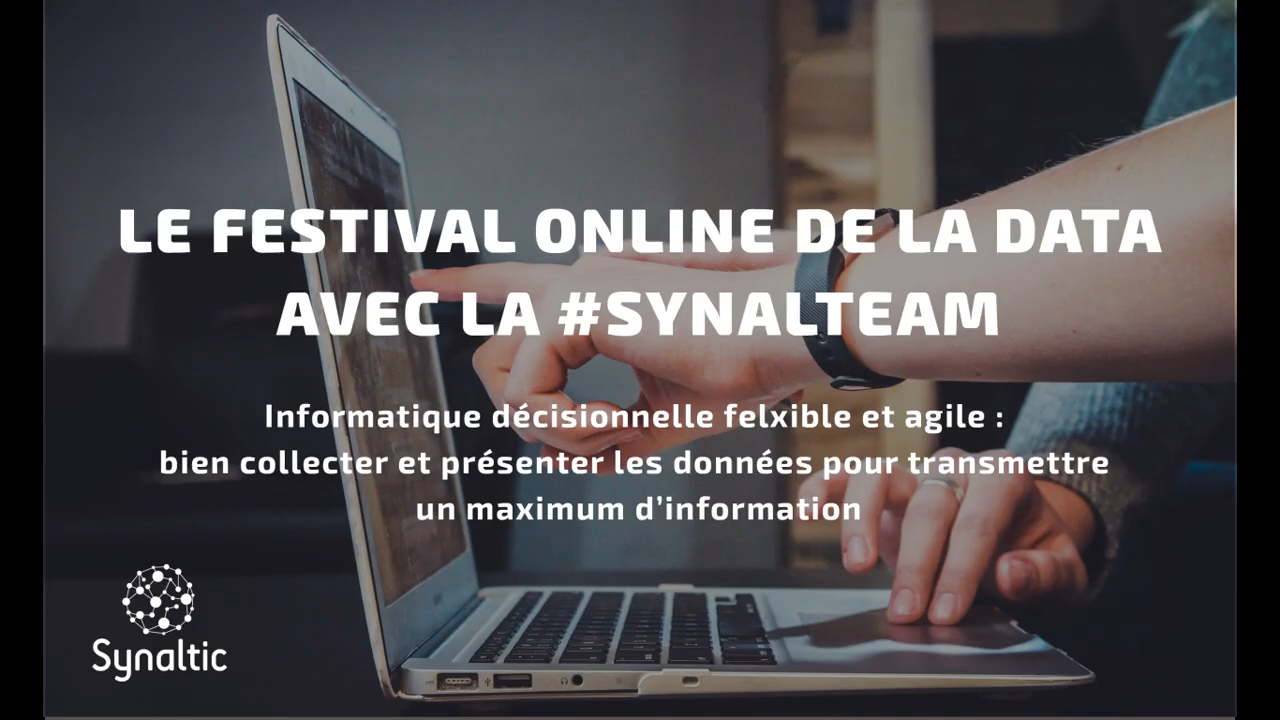 LE FESTIVAL ONLINE DE LA DATA
AVEC LA #SYNALTEAM
Informatique décisionnelle felxible et agile :
bien collecter et présenter les données pour transmettre
un maximum d’information
Synaltic